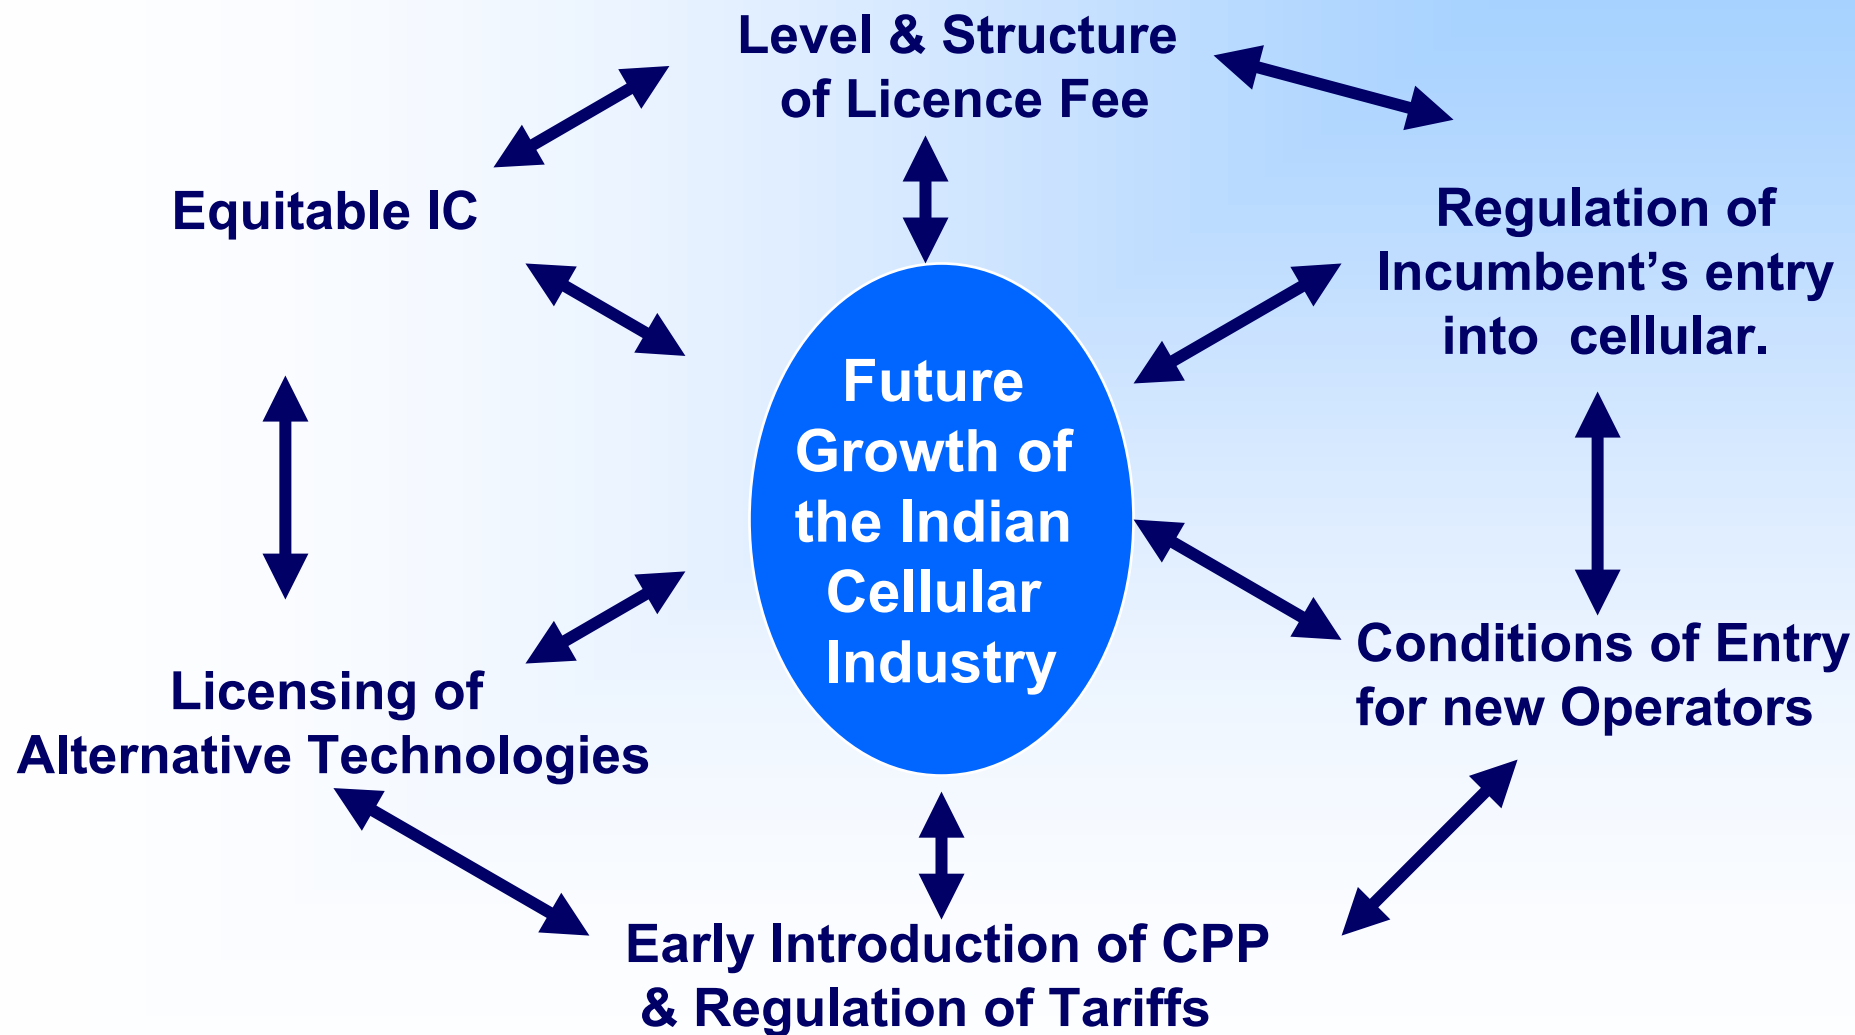 Level & Structure
of Licence Fee
Equitable IC
Regulation of
Incumbent’s entry
into cellular.
Future
Growth of
the Indian
Cellular
Industry
Conditions of Entry
for new Operators
Licensing of
Alternative Technologies
Early Introduction of CPP
& Regulation of Tariffs